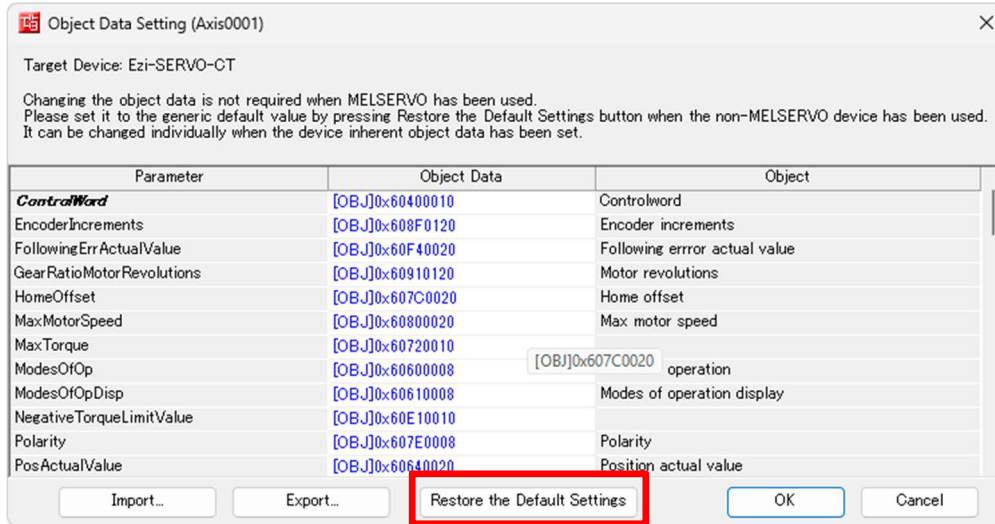 Object Data Setting (Axis0001)
Target Device: Ezi-SERVO-CT
Changing the object data is not required when MELSERVO has been used.
Please set it to the generic default value by pressing Restore the Default Settings button when the non-MELSERVO device has been used.
It can be changed individually when the device inherent object data has been set.
Parameter Object Data Object
ControlWord [OBJ]0x60400010 Controlword
EncoderIncrements [OBJ]0x608F0120 Encoder increments
FollowingErrActualValue [OBJ]0x60F40020 Following errror actual value
GearRatioMotorRevolutions [OBJ]0x60910120 Motor revolutions
HomeOffset [OBJ]0x607C0020 Home offset
MaxMotorSpeed [OBJ]0x60800020 Max motor speed
MaxTorque [OBJ]0x60720010
[OBJ]0x607C0020
ModesOfOp [OBJ]0x60600008 operation
ModesOfOpDisp [OBJ]0x60610008 Modes of operation display
NegativeTorqueLimitValue [OBJ]0x60E10010
Polarity [OBJ]0x607E0008 Polarity
PosActualValue [OBJ]0x60640020 Position actual value
Import... Export... Restore the Default Settings OK Cancel